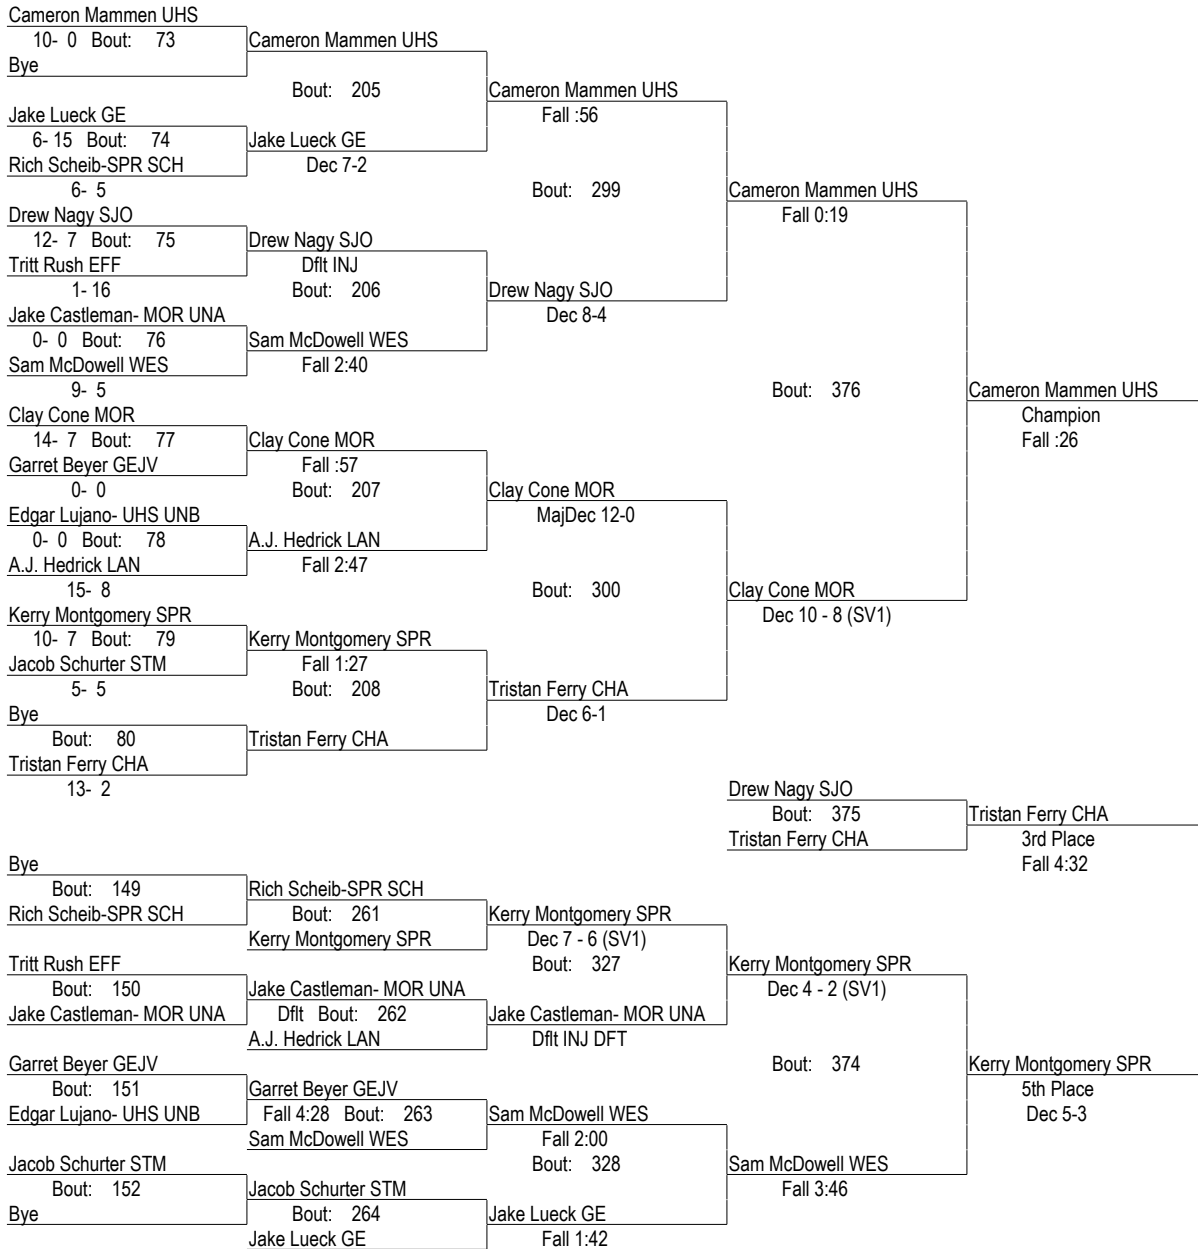 Cameron Mammen UHS
10- 0 Bout: 73
Cameron Mammen UHS
Bye
Bout: 205
Cameron Mammen UHS
Jake Lueck GE
Fall :56
6- 15 Bout: 74
Jake Lueck GE
Rich Scheib-SPR SCH
Dec 7-2
6- 5
Bout: 299
Cameron Mammen UHS
Drew Nagy SJO
Fall 0:19
12- 7 Bout: 75
Drew Nagy SJO
Tritt Rush EFF
Dflt INJ
1- 16
Bout: 206
Drew Nagy SJO
Jake Castleman- MOR UNA
Dec 8-4
0- 0 Bout: 76
Sam McDowell WES
Sam McDowell WES
Fall 2:40
9- 5
Bout: 376
Cameron Mammen UHS
Clay Cone MOR
Champion
14- 7 Bout: 77
Clay Cone MOR
Fall :26
Garret Beyer GEJV
Fall :57
0- 0
Bout: 207
Clay Cone MOR
Edgar Lujano- UHS UNB
MajDec 12-0
0- 0 Bout: 78
A.J. Hedrick LAN
A.J. Hedrick LAN
Fall 2:47
15- 8
Bout: 300
Clay Cone MOR
Kerry Montgomery SPR
Dec 10 - 8 (SV1)
10- 7 Bout: 79
Kerry Montgomery SPR
Jacob Schurter STM
Fall 1:27
5- 5
Bout: 208
Tristan Ferry CHA
Bye
Dec 6-1
Bout: 80
Tristan Ferry CHA
Tristan Ferry CHA
13- 2
Drew Nagy SJO
Bout: 375
Tristan Ferry CHA
Tristan Ferry CHA
3rd Place
Fall 4:32
Bye
Bout: 149
Rich Scheib-SPR SCH
Rich Scheib-SPR SCH
Bout: 261
Kerry Montgomery SPR
Kerry Montgomery SPR
Dec 7 - 6 (SV1)
Tritt Rush EFF
Bout: 327
Kerry Montgomery SPR
Bout: 150
Jake Castleman- MOR UNA
Dec 4 - 2 (SV1)
Jake Castleman- MOR UNA
Dflt Bout: 262
Jake Castleman- MOR UNA
A.J. Hedrick LAN
Dflt INJ DFT
Garret Beyer GEJV
Bout: 374
Kerry Montgomery SPR
Bout: 151
Garret Beyer GEJV
5th Place
Edgar Lujano- UHS UNB
Fall 4:28 Bout: 263
Sam McDowell WES
Dec 5-3
Sam McDowell WES
Fall 2:00
Jacob Schurter STM
Bout: 328
Sam McDowell WES
Bout: 152
Jacob Schurter STM
Fall 3:46
Bye
Bout: 264
Jake Lueck GE
Jake Lueck GE
Fall 1:42